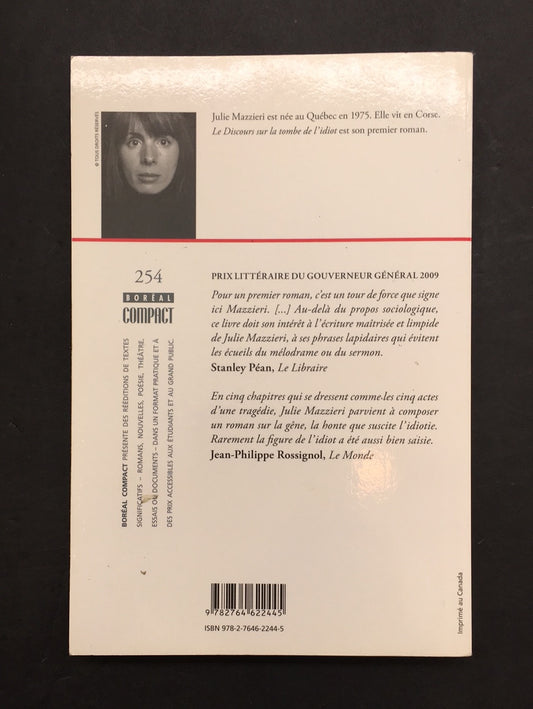 © TOUS DROITS RÉSERVÉS
Julie Mazzieri est née au Québec en 1975. Elle vit en Corse.
Le Discours sur la tombe de l'idiot est son premier roman.
254
BORÉAL
COMPACT
BORÉAL COMPACT PRÉSENTE DES RÉÉDITIONS DE TEXTES
SIGNIFICATIFS – ROMANS, NOUVELLES, POÉSIE, THÉÂTRE,
ESSAIS OU DOCUMENTS – DANS UN FORMAT PRATIQUE ET À
DES PRIX ACCESSIBLES AUX ÉTUDIANTS ET AU GRAND PUBLIC.
PRIX LITTÉRAIRE DU GOUVERNEUR GÉNÉRAL 2009
Pour un premier roman, c'est un tour de force que signe
ici Mazzieri. [...] Au-delà du propos sociologique,
ce livre doit son intérêt à l'écriture maîtrisée et limpide
de Julie Mazzieri, à ses phrases lapidaires qui évitent
les écueils du mélodrame ou du sermon.
Stanley Péan, Le Libraire
En cinq chapitres qui se dressent comme les cinq actes
d'une tragédie, Julie Mazzieri parvient à composer
un roman sur la gêne, la honte que suscite l'idiotie.
Rarement la figure de l'idiot a été aussi bien saisie.
Jean-Philippe Rossignol, Le Monde
9 782764 622445
ISBN 978-2-7646-2244-5
Imprimé au Canada